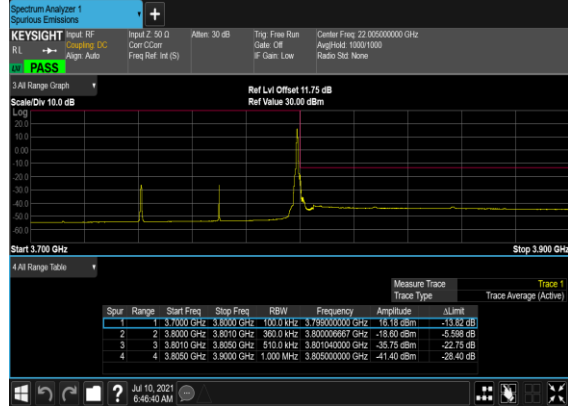 Spectrum Analyzer 1
Spurious Emissions
KEYSIGHT Input: RF Input Z: 50 Ω Atten: 30 dB Trig: Free Run Center Freq: 22.005000000 GHz
RL Coupling: DC Corr CCorr Gate: Off Avg|Hold: 1000/1000
Align: Auto Freq Ref: Int (S) IF Gain: Low Radio Std: None
PASS
3 All Range Graph
Ref Lvl Offset 11.75 dB
Scale/Div 10.0 dB Ref Value 30.00 dBm
Log
20.0
10.0
0.00
-10.0
-20.0
-30.0
-40.0
-50.0
-60.0
Start 3.700 GHz Stop 3.900 GHz
4 All Range Table
Measure Trace Trace 1
Trace Type Trace Average (Active)
Spur Range Start Freq Stop Freq RBW Frequency Amplitude ΔLimit
1 1 3.7000 GHz 3.8000 GHz 100.0 kHz 3.799000000 GHz 16.18 dBm -13.82 dB
2 2 3.8000 GHz 3.8010 GHz 360.0 kHz 3.800006667 GHz -18.60 dBm -5.598 dB
3 3 3.8010 GHz 3.8050 GHz 510.0 kHz 3.801040000 GHz -35.75 dBm -22.75 dB
4 4 3.8050 GHz 3.9000 GHz 1.000 MHz 3.805000000 GHz -41.40 dBm -28.40 dB
? Jul 10, 2021
6:46:40 AM